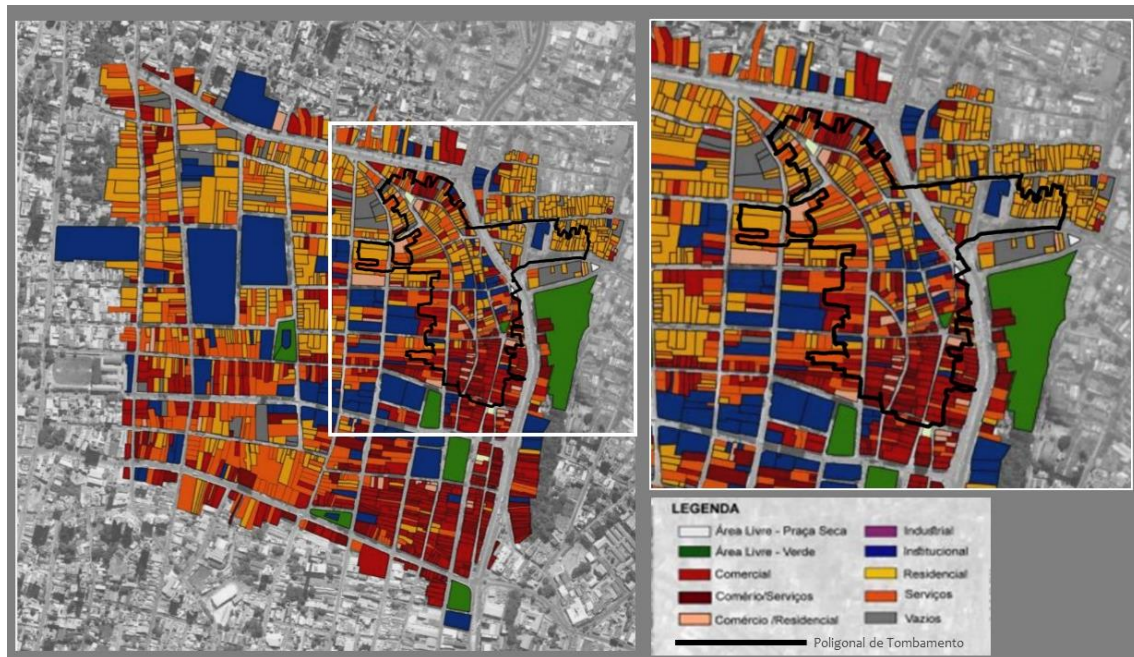 LEGENDA
Área Livre - Praça Seca
Área Livre - Verde
Comercial
Comério/Serviços
Comércio /Residencial
Industrial
Institucional
Residencial
Serviços
Vazios
Poligonal de Tombamento